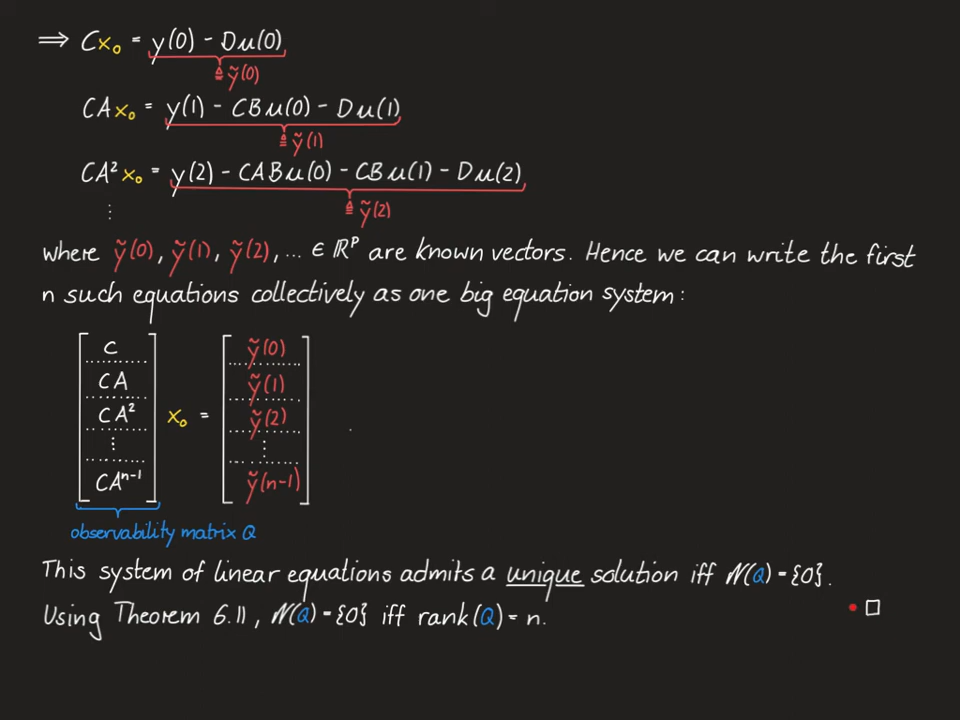 ⟹ Cx₀ = y(0) − Du(0)
≜ ỹ(0)
CAx₀ = y(1) − CBu(0) − Du(1)
≜ ỹ(1)
CA²x₀ = y(2) − CABu(0) − CBu(1) − Du(2)
≜ ỹ(2)
⋮
where ỹ(0), ỹ(1), ỹ(2), ... ∈ ℝᵖ are known vectors. Hence we can write the first
n such equations collectively as one big equation system:
C ỹ(0)
CA ỹ(1)
CA² x₀ = ỹ(2)
⋮ ⋮
CAⁿ⁻¹ ỹ(n−1)
observability matrix Q
This system of linear equations admits a unique solution iff N(Q) = {0}.
Using Theorem 6.11, N(Q) = {0} iff rank(Q) = n. □